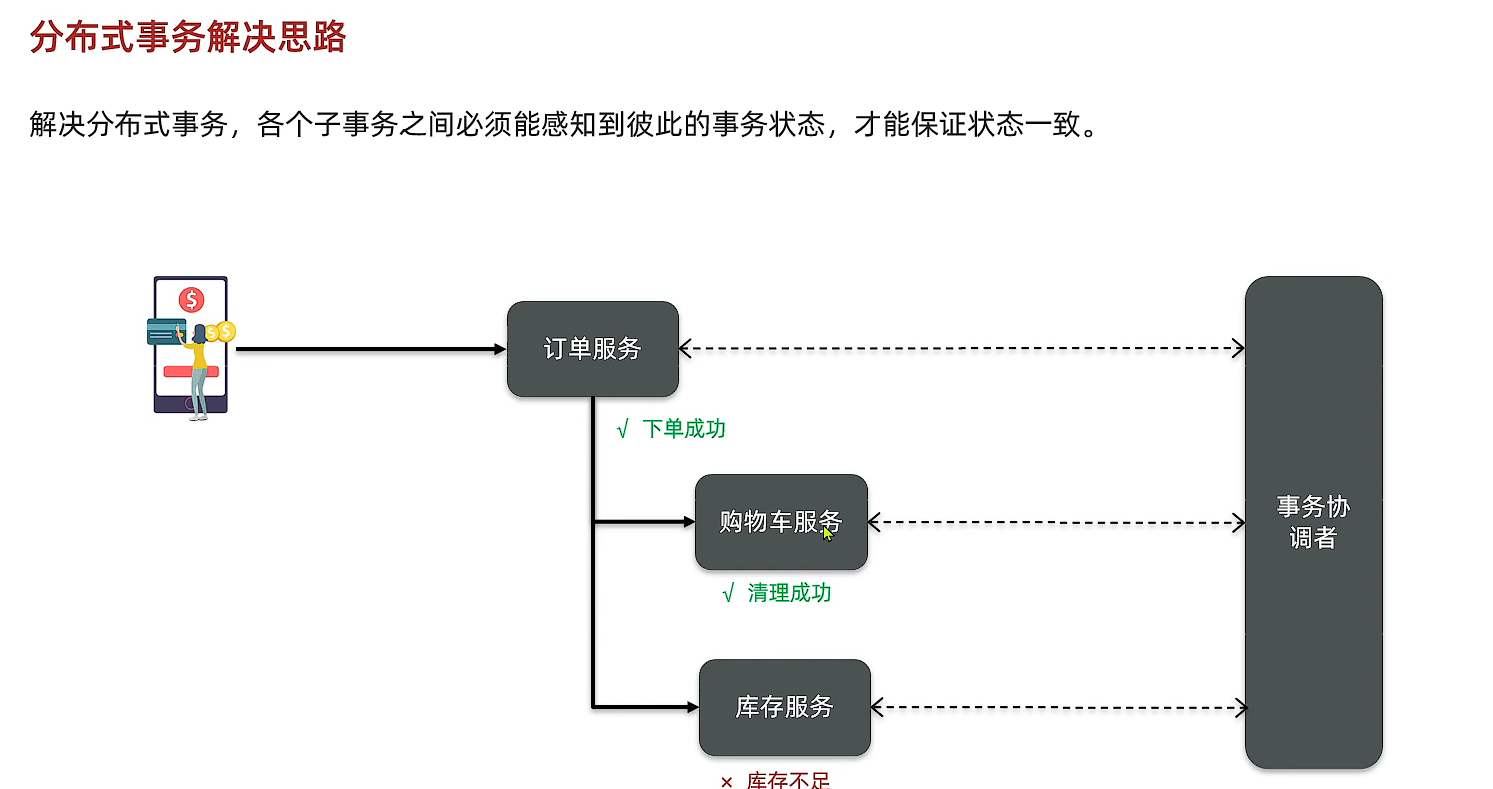 分布式事务解决思路
解决分布式事务，各个子事务之间必须能感知到彼此的事务状态，才能保证状态一致。
$
$
$
订单服务
√ 下单成功
购物车服务
√ 清理成功
事务协
调者
库存服务
× 库存不足